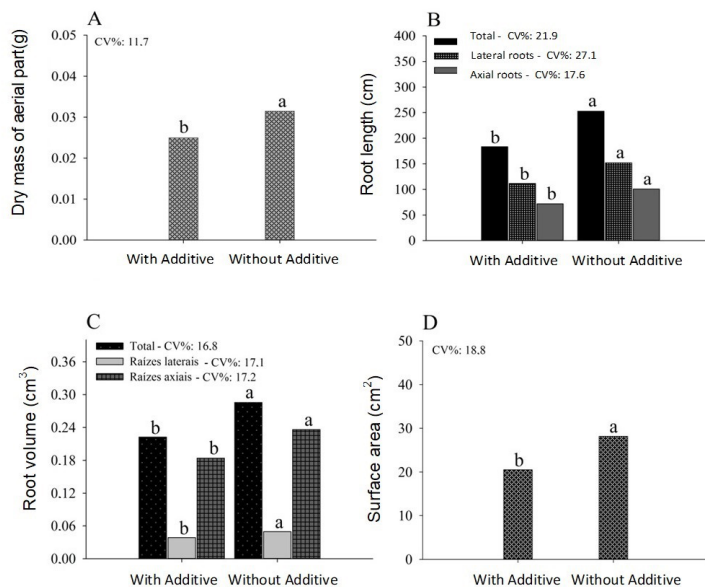 A
CV%: 11.7
Dry mass of aerial part(g)
0.05
0.04
0.03
0.02
0.01
0.00
b
a
With Additive
Without Additive
B
Total - CV%: 21.9
Lateral roots - CV%: 27.1
Axial roots - CV%: 17.6
Root length (cm)
400
350
300
250
200
150
100
50
0
b
b
b
a
a
a
With Additive
Without Additive
C
Total - CV%: 16.8
Raízes laterais - CV%: 17.1
Raízes axiais - CV%: 17.2
Root volume (cm³)
0.36
0.30
0.24
0.18
0.12
0.06
0.00
b
b
b
a
a
a
With Additive
Without Additive
D
CV%: 18.8
Surface area (cm²)
50
40
30
20
10
0
b
a
With Additive
Without Additive